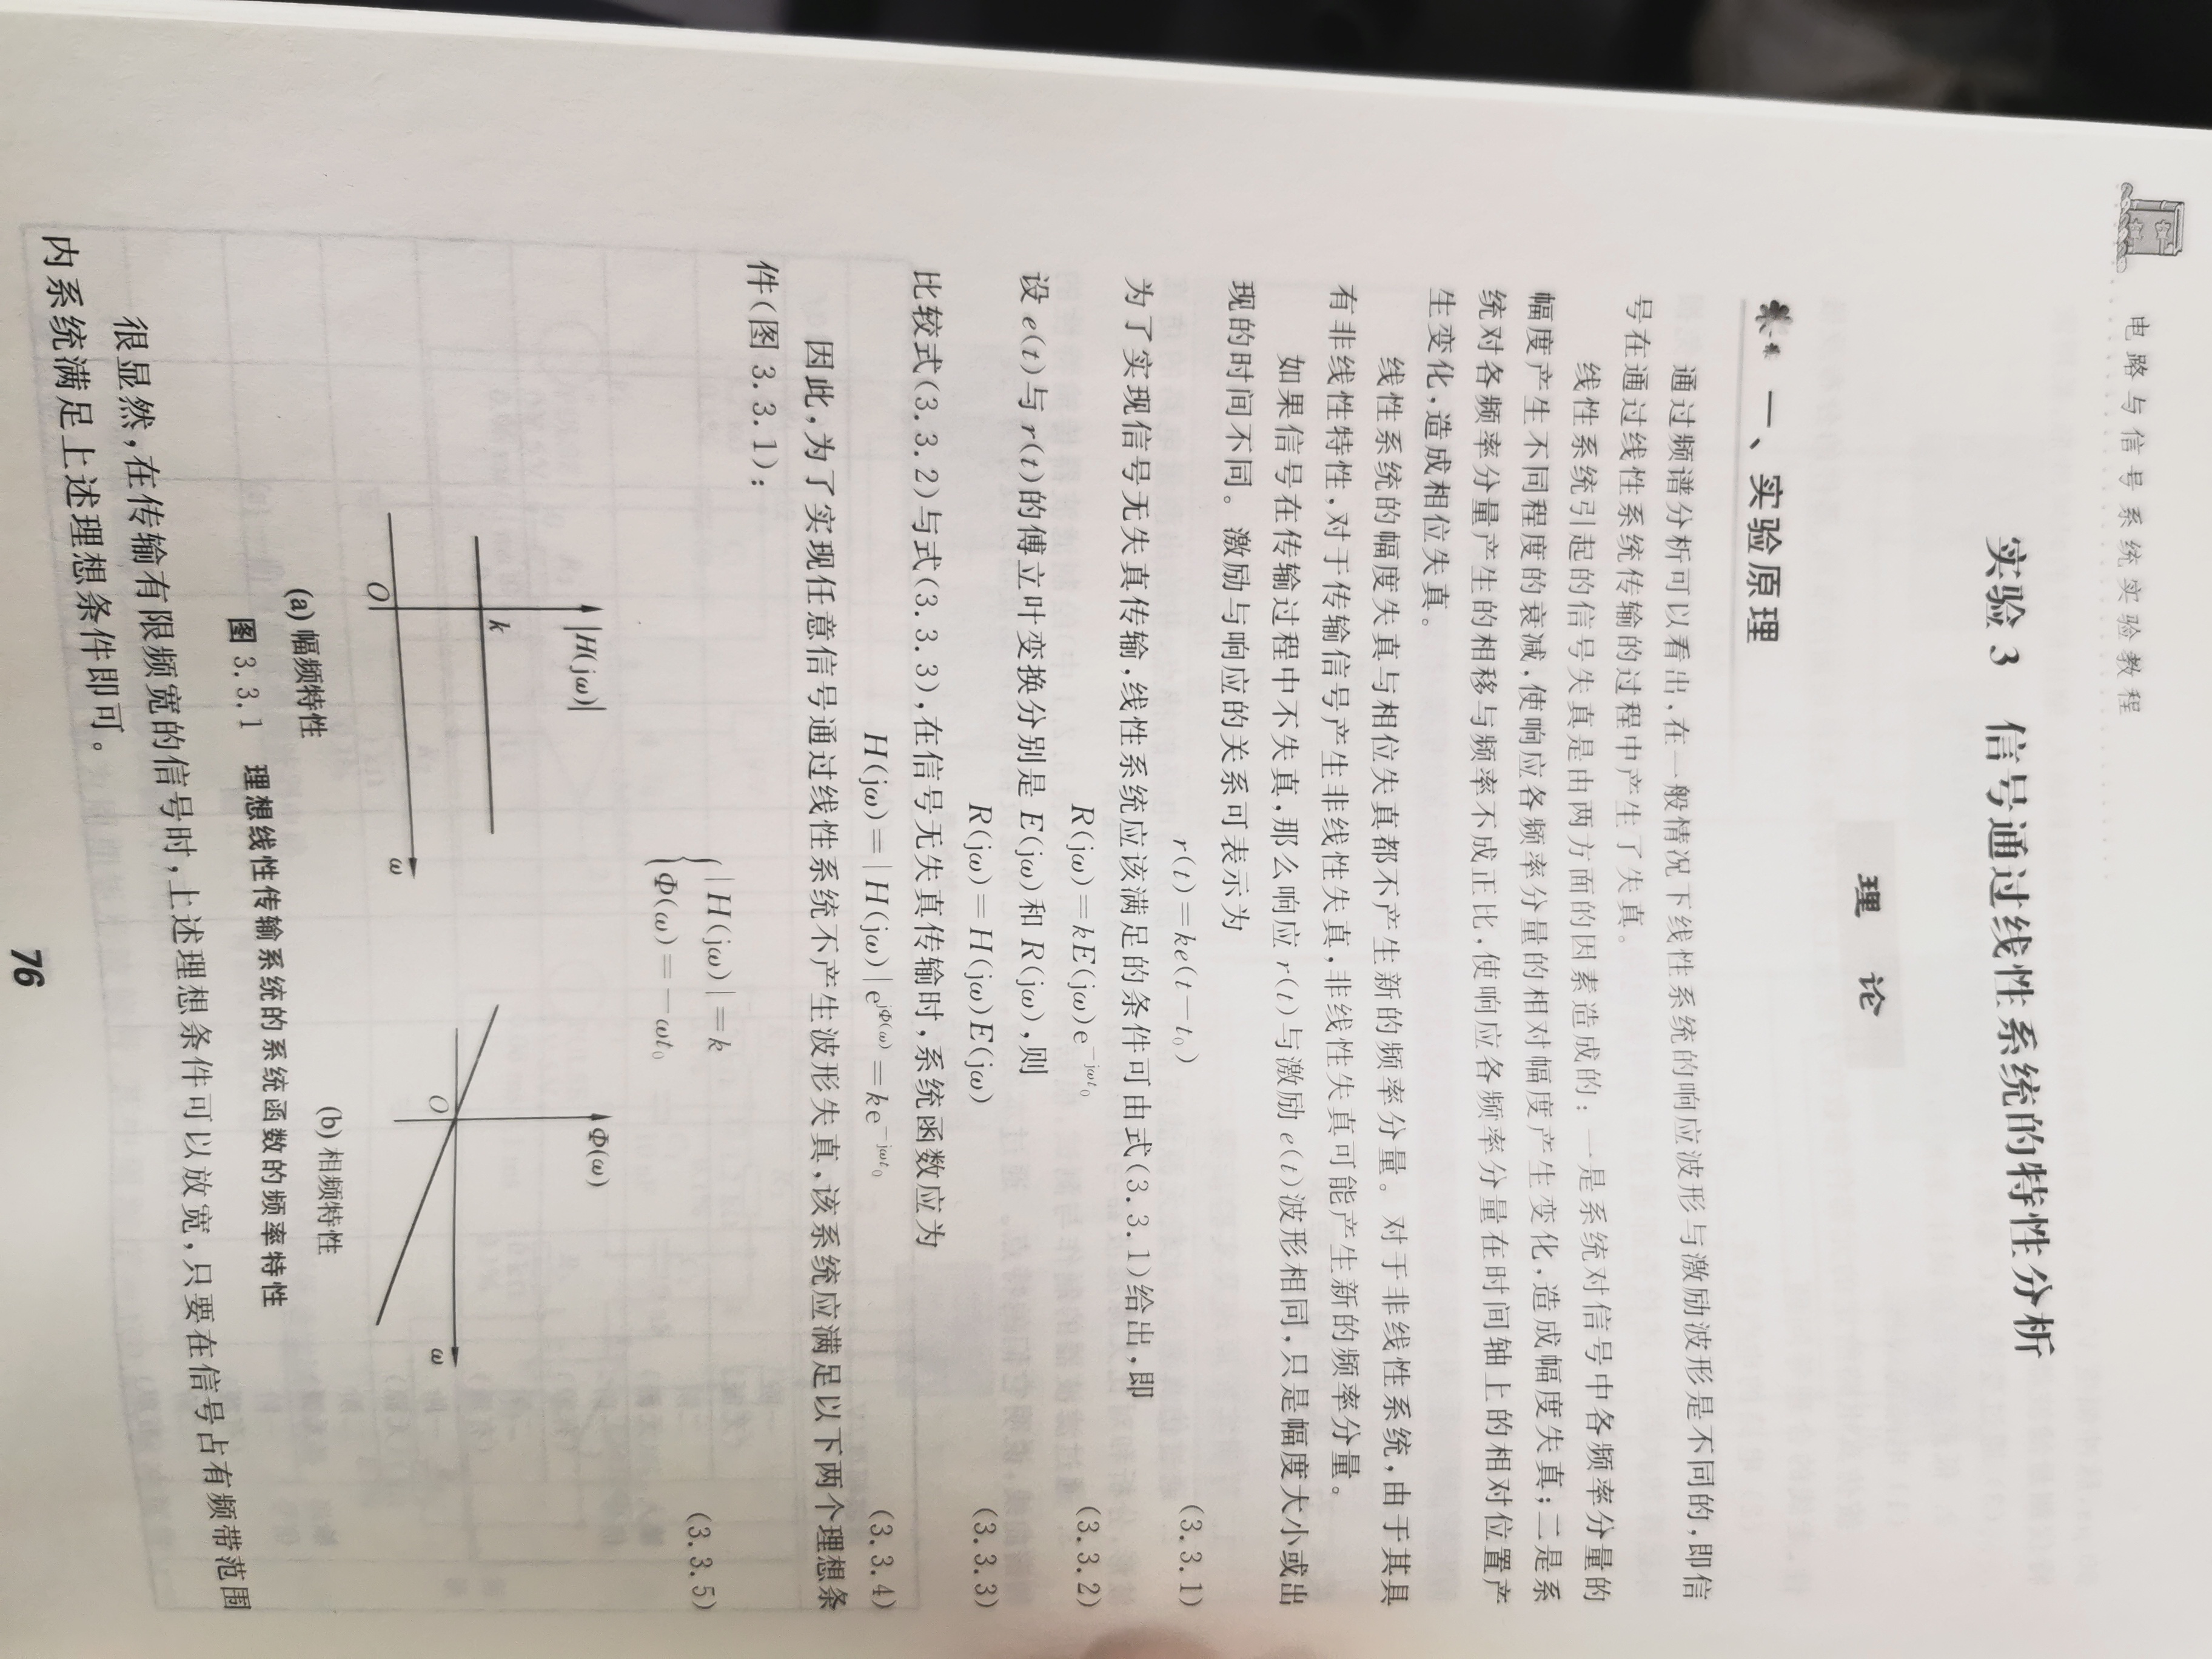 电路与信号系统实验教程
实验 3 信号通过线性系统的特性分析
理 论
一、实验原理
通过频谱分析可以看出,在一般情况下线性系统的响应波形与激励波形是不同的,即信
号在通过线性系统传输的过程中产生了失真。
线性系统引起的信号失真是由两方面的因素造成的:一是系统对信号中各频率分量的
幅度产生不同程度的衰减,使响应各频率分量的相对幅度产生变化,造成幅度失真;二是系
统对各频率分量产生的相移与频率不成正比,使响应各频率分量在时间轴上的相对位置产
生变化,造成相位失真。
线性系统的幅度失真与相位失真都不产生新的频率分量。对于非线性系统,由于其具
有非线性特性,对于传输信号产生非线性失真,非线性失真可能产生新的频率分量。
如果信号在传输过程中不失真,那么响应 r(t)与激励 e(t)波形相同,只是幅度大小或出
现的时间不同。激励与响应的关系可表示为
r(t)=ke(t−t₀) (3.3.1)
为了实现信号无失真传输,线性系统应该满足的条件可由式(3.3.1)给出,即
R(jω)=kE(jω)e^{−jωt₀} (3.3.2)
设 e(t)与 r(t)的傅立叶变换分别是 E(jω)和 R(jω),则
R(jω)=H(jω)E(jω) (3.3.3)
比较式(3.3.2)与式(3.3.3),在信号无失真传输时,系统函数应为
H(jω)=|H(jω)|e^{jΦ(ω)}=ke^{−jωt₀} (3.3.4)
因此,为了实现任意信号通过线性系统不产生波形失真,该系统应满足以下两个理想条
件(图 3.3.1):
|H(jω)|=k
Φ(ω)=−ωt₀ (3.3.5)
|H(jω)|
k
O
ω
Φ(ω)
O
ω
(a) 幅频特性
(b) 相频特性
图 3.3.1 理想线性传输系统的系统函数的频率特性
很显然,在传输有限频宽的信号时,上述理想条件可以放宽,只要在信号占有频带范围
内系统满足上述理想条件即可。
76